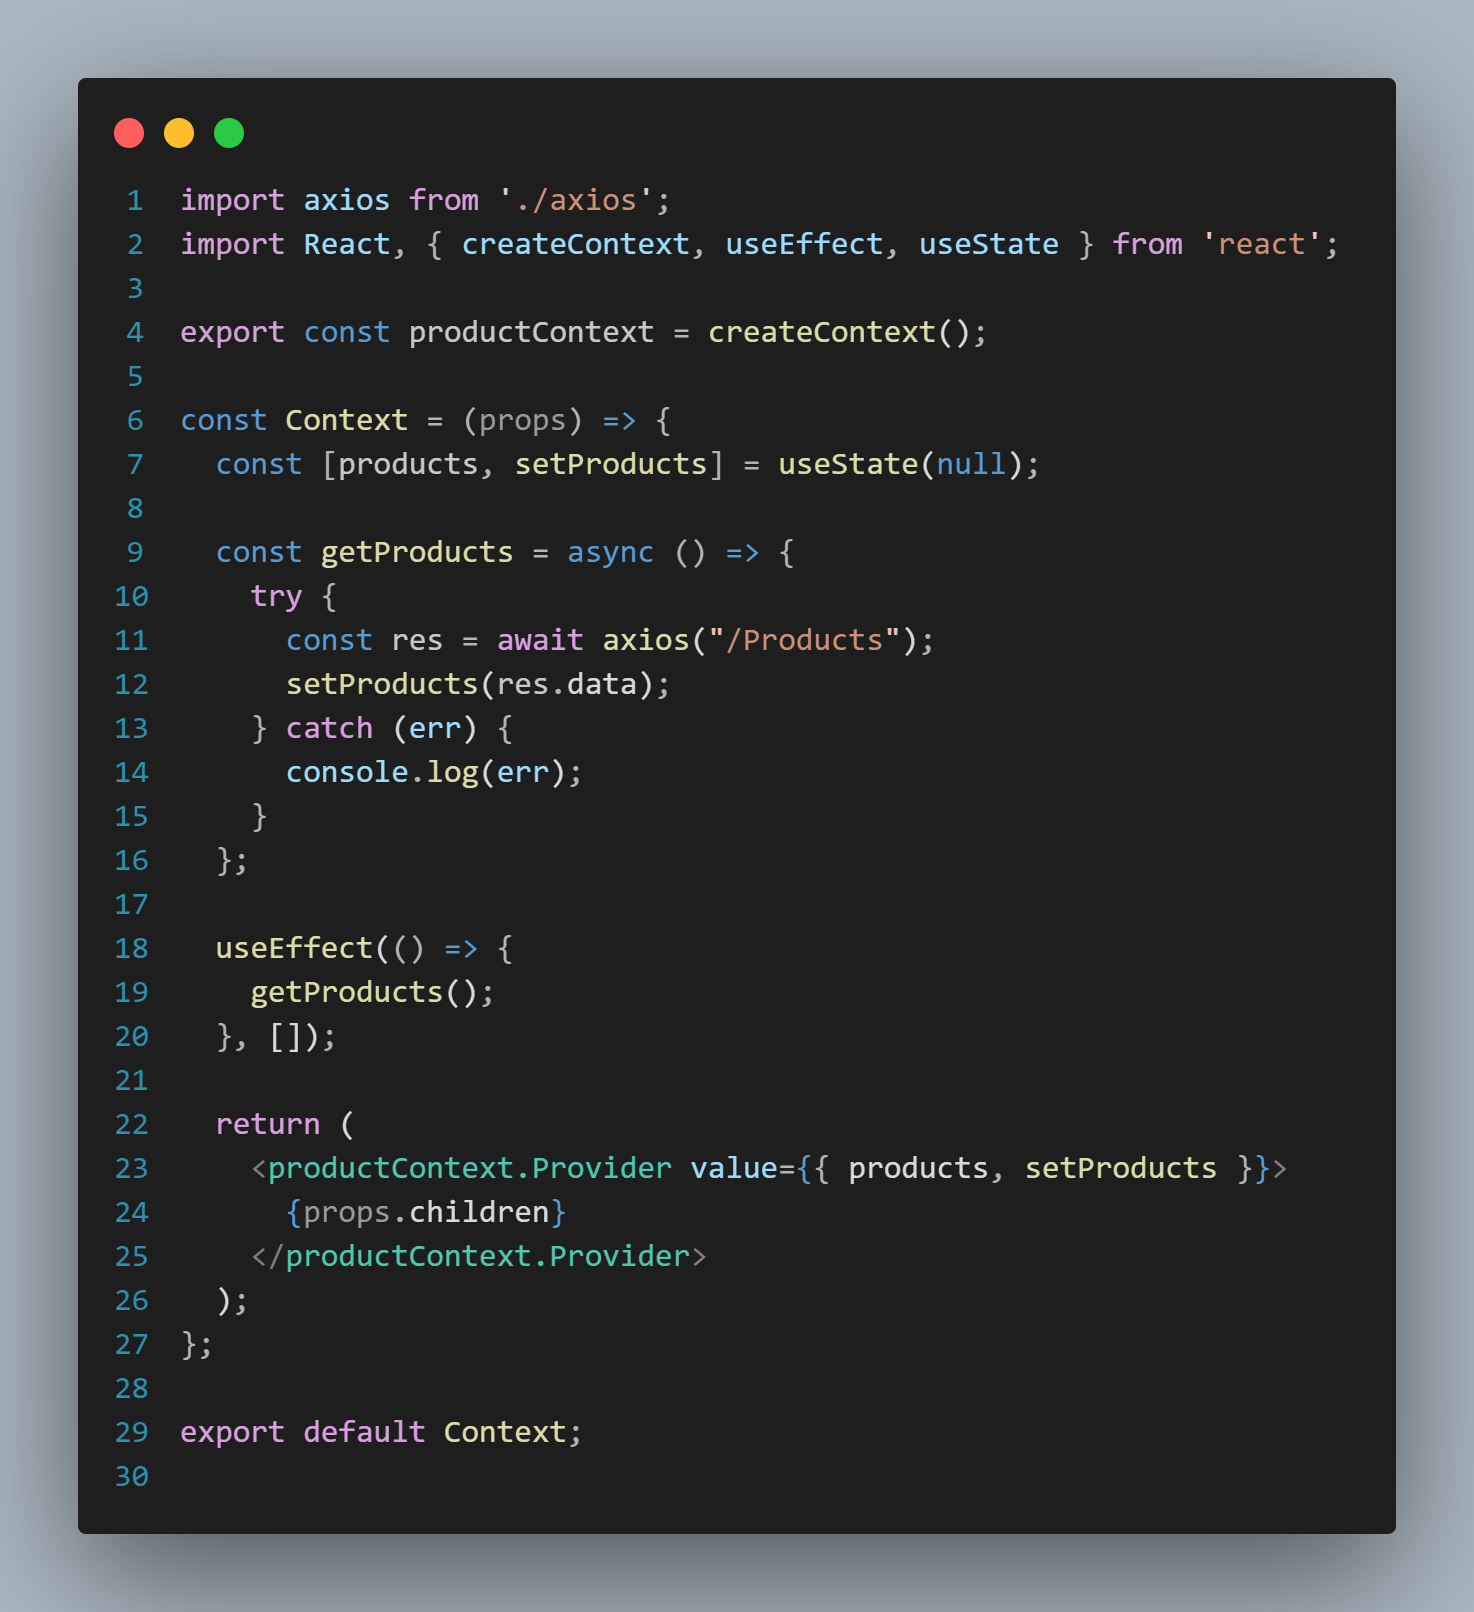 1 import axios from './axios';
2 import React, { createContext, useEffect, useState } from 'react';
3
4 export const productContext = createContext();
5
6 const Context = (props) => {
7   const [products, setProducts] = useState(null);
8
9   const getProducts = async () => {
10     try {
11       const res = await axios("/Products");
12       setProducts(res.data);
13     } catch (err) {
14       console.log(err);
15     }
16   };
17
18   useEffect(() => {
19     getProducts();
20   }, []);
21
22   return (
23     <productContext.Provider value={{ products, setProducts }}>
24       {props.children}
25     </productContext.Provider>
26   );
27 };
28
29 export default Context;
30